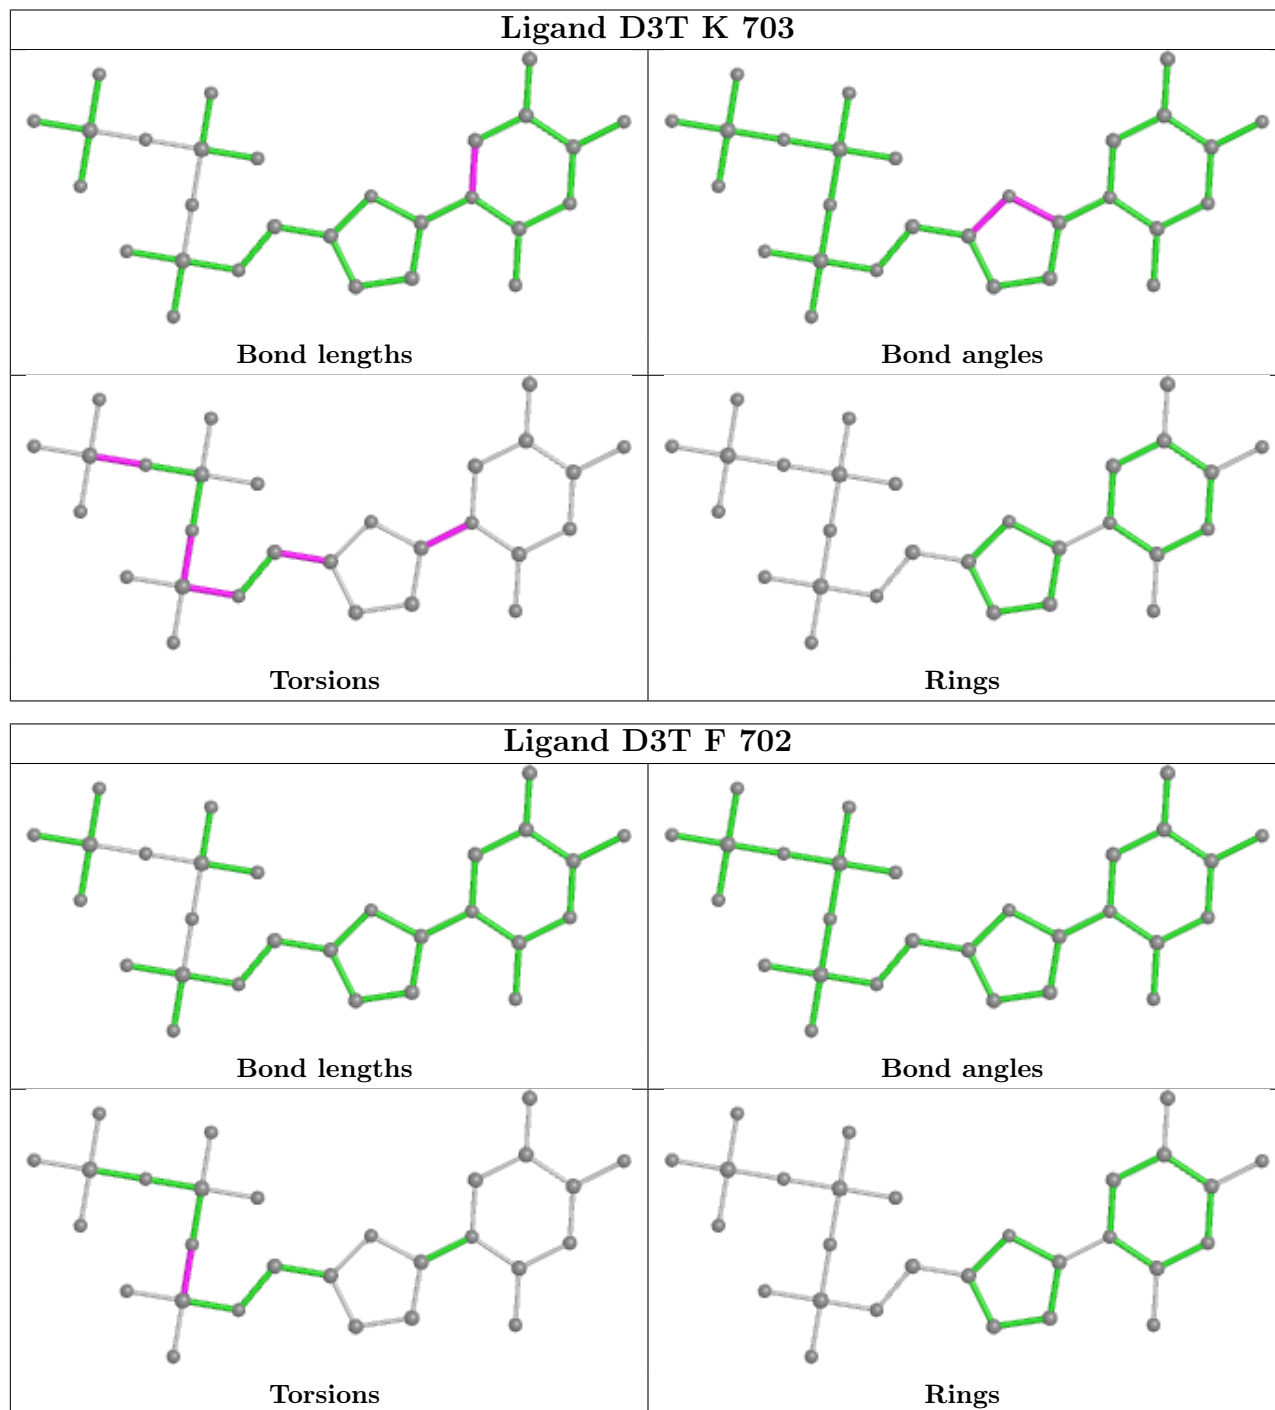 Ligand D3T K 703
Bond lengths
Bond angles
Torsions
Rings
Ligand D3T F 702
Bond lengths
Bond angles
Torsions
Rings